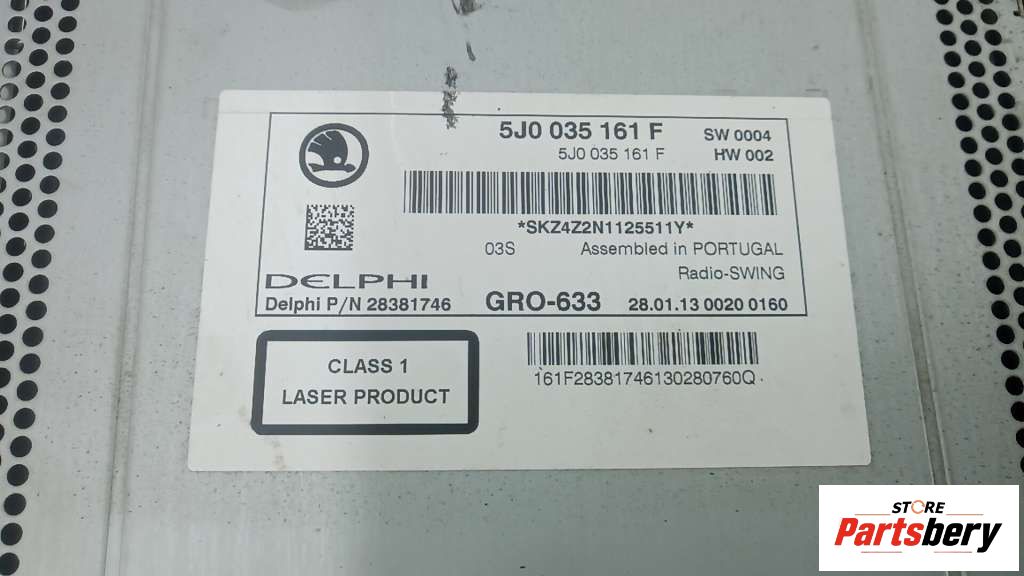 5J0 035 161 F SW 0004
5J0 035 161 F HW 002
*SKZ4Z2N1125511Y*
03S Assembled in PORTUGAL
Radio-SWING
DELPHI
Delphi P/N 28381746 GRO-633 28.01.13 0020 0160
CLASS 1
LASER PRODUCT
161F28381746130280760Q
STORE
Partsbery